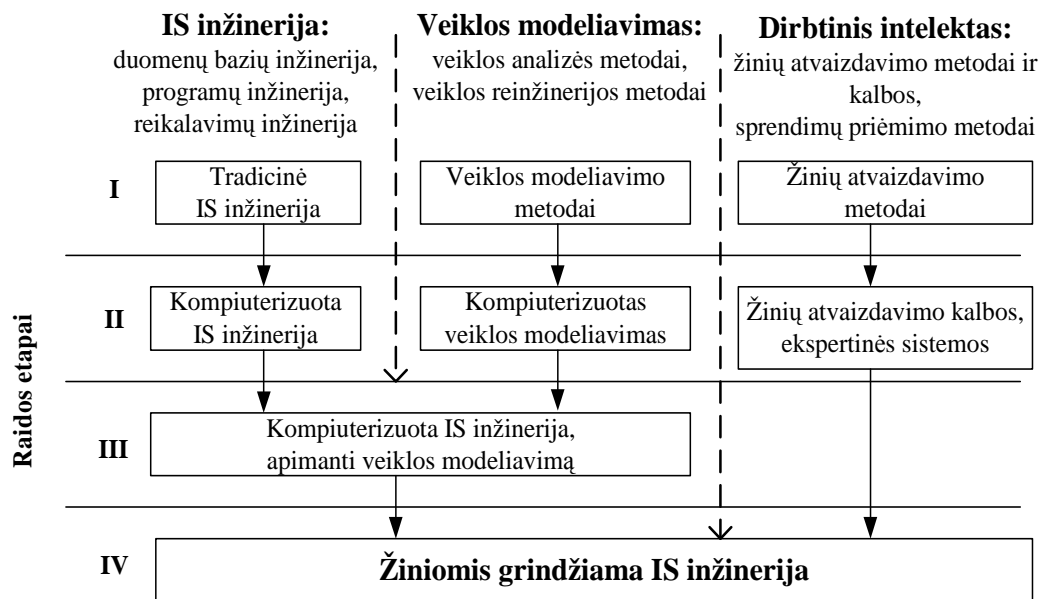 IS inžinerija:
duomenų bazių inžinerija,
programų inžinerija,
reikalavimų inžinerija
Veiklos modeliavimas:
veiklos analizės metodai,
veiklos reinžinerijos metodai
Dirbtinis intelektas:
žinių atvaizdavimo metodai ir
kalbos,
sprendimų priėmimo metodai
Raidos etapai
I
Tradicinė
IS inžinerija
Veiklos modeliavimo
metodai
Žinių atvaizdavimo
metodai
II
Kompiuterizuota
IS inžinerija
Kompiuterizuotas
veiklos modeliavimas
Žinių atvaizdavimo kalbos,
ekspertinės sistemos
III
Kompiuterizuota IS inžinerija,
apimanti veiklos modeliavimą
IV
Žiniomis grindžiama IS inžinerija